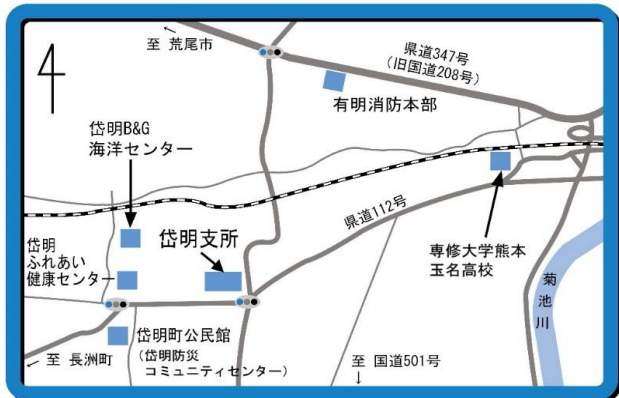 至 荒尾市
県道347号
(旧国道208号)
有明消防本部
岱明B&G
海洋センター
県道112号
専修大学熊本
玉名高校
岱明支所
岱明
ふれあい
健康センター
菊池川
岱明町公民館
(岱明防災
コミュニティセンター)
至 長洲町
至 国道501号